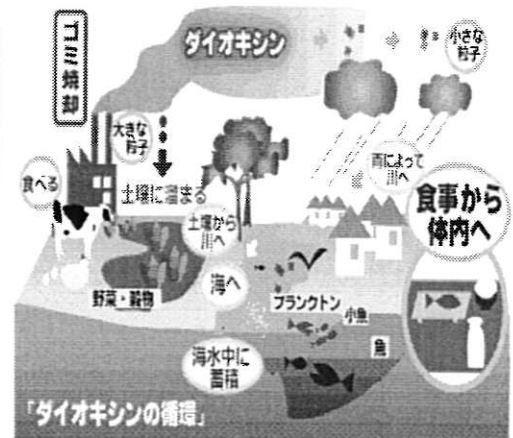 ゴミ焼却
ダイオキシン
小さな
粒子
大きな
粒子
食べる
土壌に溜まる
雨によって
川へ
土壌から
川へ
食事から
体内へ
野菜・穀物
海へ
プランクトン
小魚
魚
海水中に
蓄積
「ダイオキシンの循環」